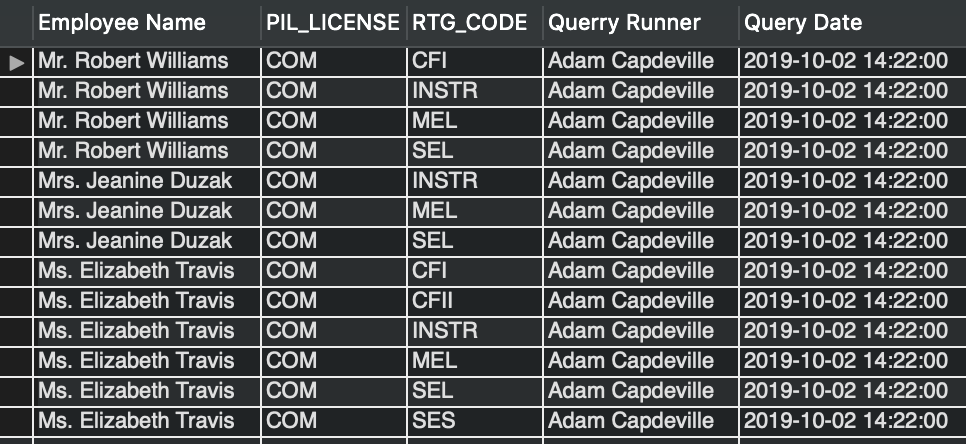 Employee Name PIL_LICENSE RTG_CODE Querry Runner Query Date
Mr. Robert Williams COM CFI Adam Capdeville 2019-10-02 14:22:00
Mr. Robert Williams COM INSTR Adam Capdeville 2019-10-02 14:22:00
Mr. Robert Williams COM MEL Adam Capdeville 2019-10-02 14:22:00
Mr. Robert Williams COM SEL Adam Capdeville 2019-10-02 14:22:00
Mrs. Jeanine Duzak COM INSTR Adam Capdeville 2019-10-02 14:22:00
Mrs. Jeanine Duzak COM MEL Adam Capdeville 2019-10-02 14:22:00
Mrs. Jeanine Duzak COM SEL Adam Capdeville 2019-10-02 14:22:00
Ms. Elizabeth Travis COM CFI Adam Capdeville 2019-10-02 14:22:00
Ms. Elizabeth Travis COM CFII Adam Capdeville 2019-10-02 14:22:00
Ms. Elizabeth Travis COM INSTR Adam Capdeville 2019-10-02 14:22:00
Ms. Elizabeth Travis COM MEL Adam Capdeville 2019-10-02 14:22:00
Ms. Elizabeth Travis COM SEL Adam Capdeville 2019-10-02 14:22:00
Ms. Elizabeth Travis COM SES Adam Capdeville 2019-10-02 14:22:00